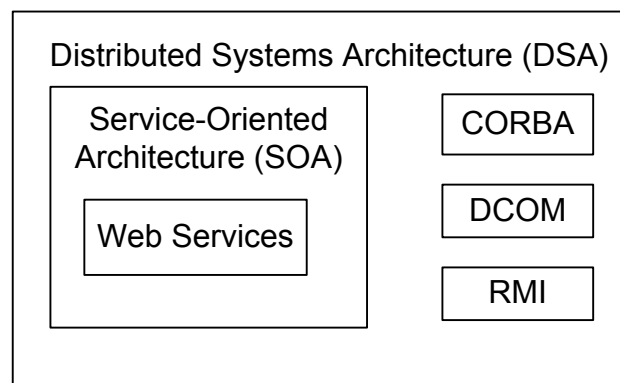 Distributed Systems Architecture (DSA)
Service-Oriented
Architecture (SOA)
Web Services
CORBA
DCOM
RMI